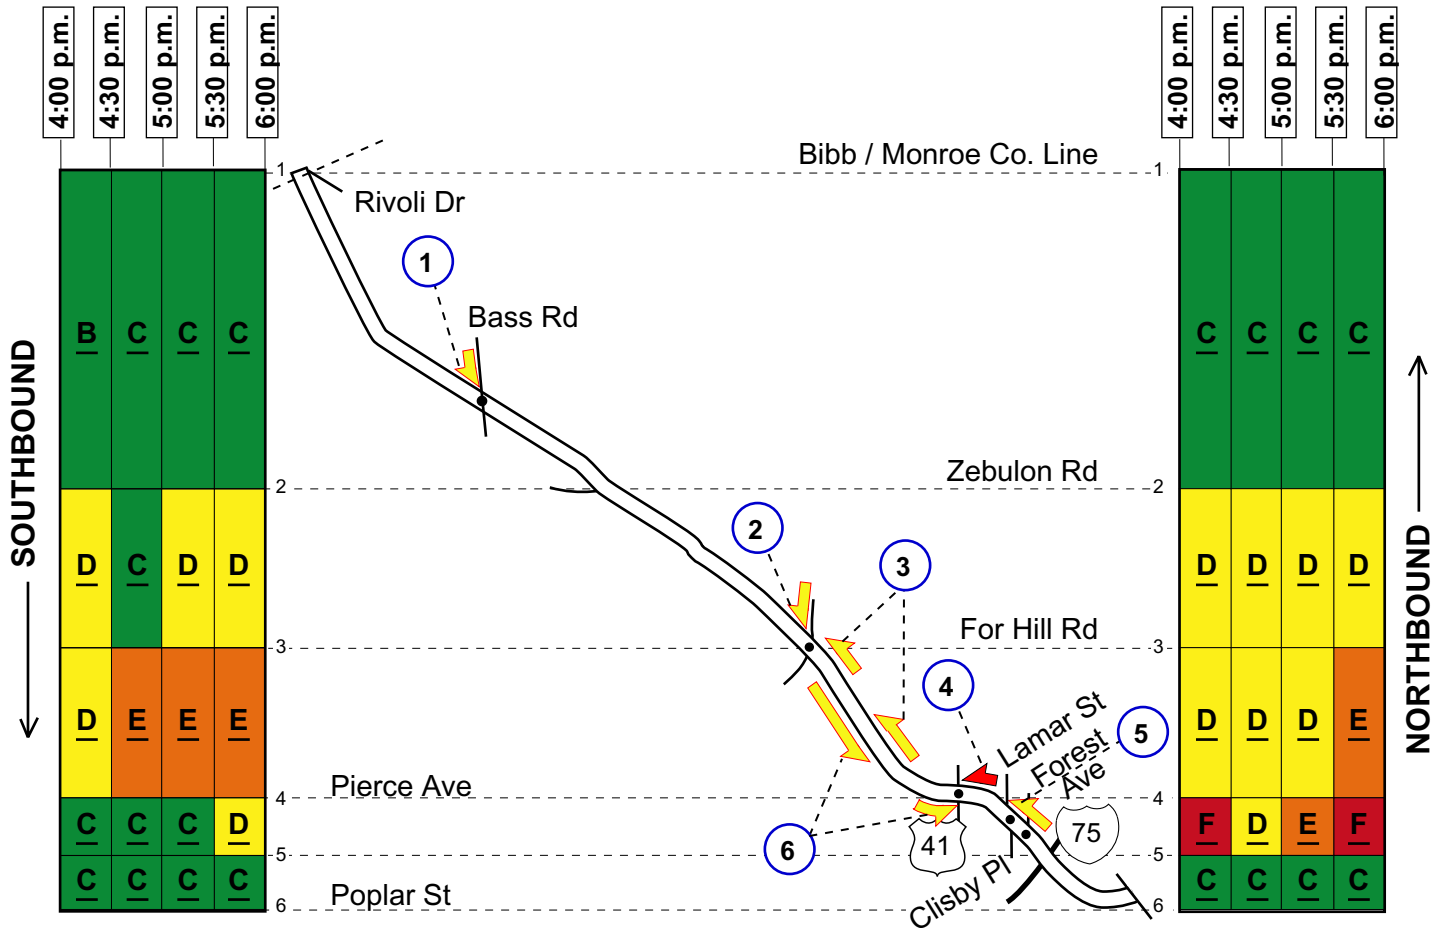 4:00 p.m.
4:30 p.m.
5:00 p.m.
5:30 p.m.
6:00 p.m.
4:00 p.m.
4:30 p.m.
5:00 p.m.
5:30 p.m.
6:00 p.m.
Bibb / Monroe Co. Line
1
1
Rivoli Dr
1
Bass Rd
B C C C
C C C C
SOUTHBOUND
NORTHBOUND
Zebulon Rd
2
2
2
3
D C D D
D D D D
For Hill Rd
3
3
4
Lamar St
5
Forest
Ave
D E E E
D D D E
Pierce Ave
4
4
C C C D
F D E F
6
41
75
5
5
Clisby Pl
C C C C
C C C C
Poplar St
6
6